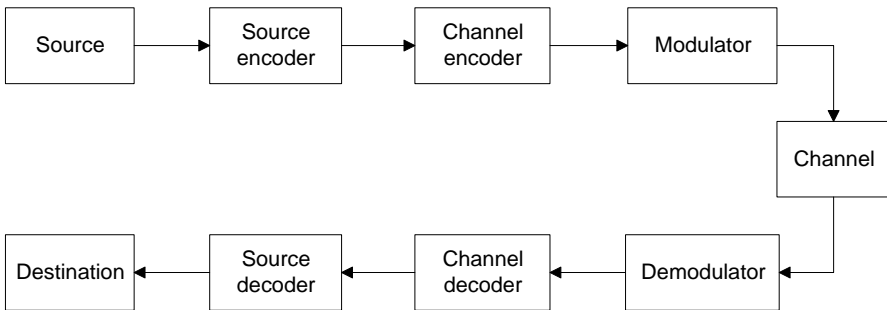 Source
Source
encoder
Channel
encoder
Modulator
Channel
Destination
Source
decoder
Channel
decoder
Demodulator